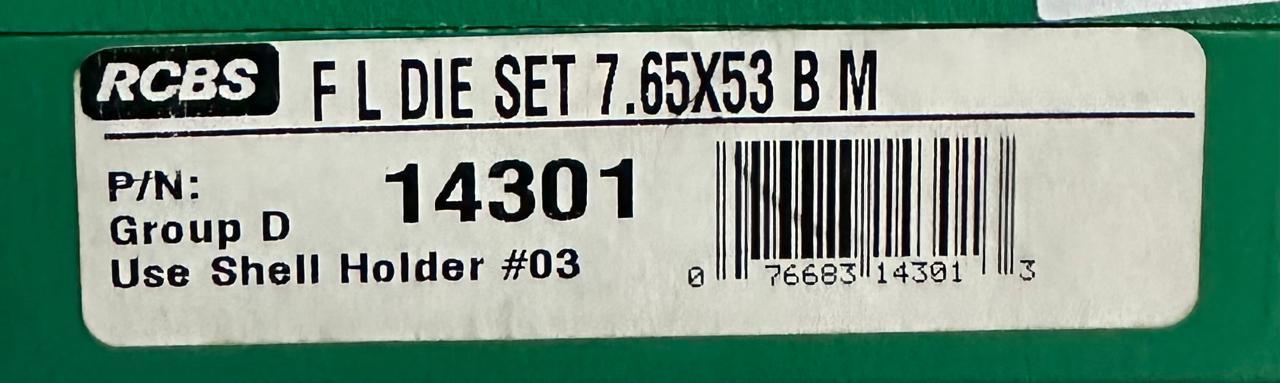 RCBS F L DIE SET 7.65X53 B M
P/N: 14301
Group D
Use Shell Holder #03
0 76683 14301 3